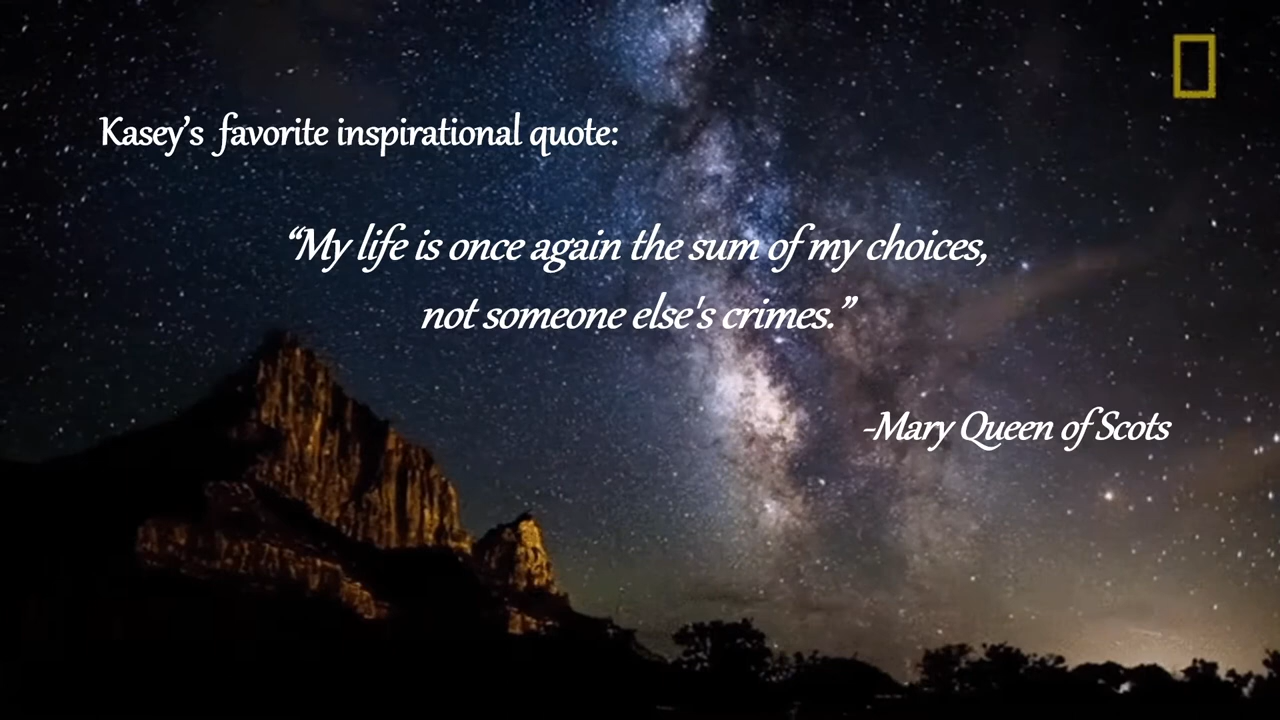 Kasey’s favorite inspirational quote:
“My life is once again the sum of my choices,
not someone else's crimes.”
-Mary Queen of Scots